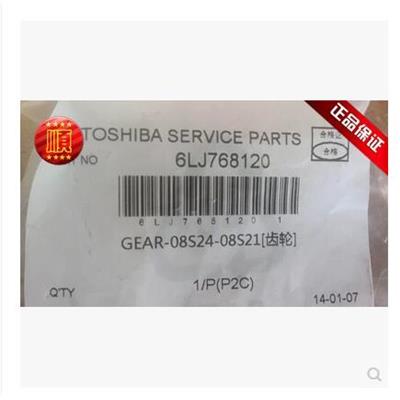 正品保证
順
TOSHIBA SERVICE PARTS
合格证
合格
NO 6LJ768120
6LJ768120 1
GEAR-08S24-08S21[齿轮]
1/P(P2C)
Q'TY
14-01-07